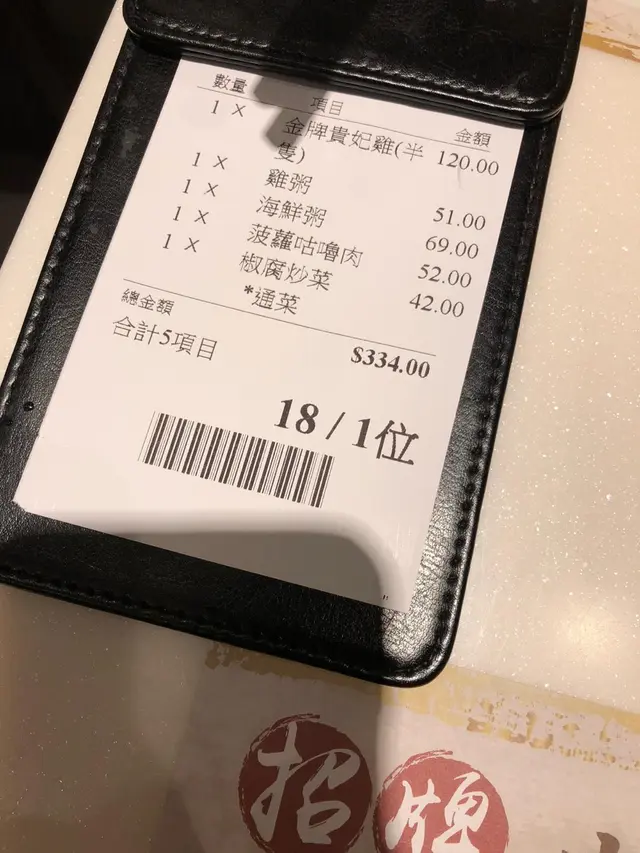 數量 項目 金額
1 X 金牌貴妃雞(半 120.00
隻)
1 X 雞粥 51.00
1 X 海鮮粥 69.00
1 X 菠蘿咕嚕肉 52.00
1 X 椒腐炒菜 42.00
*通菜
總金額
合計5項目 $334.00
18 / 1位
招牌